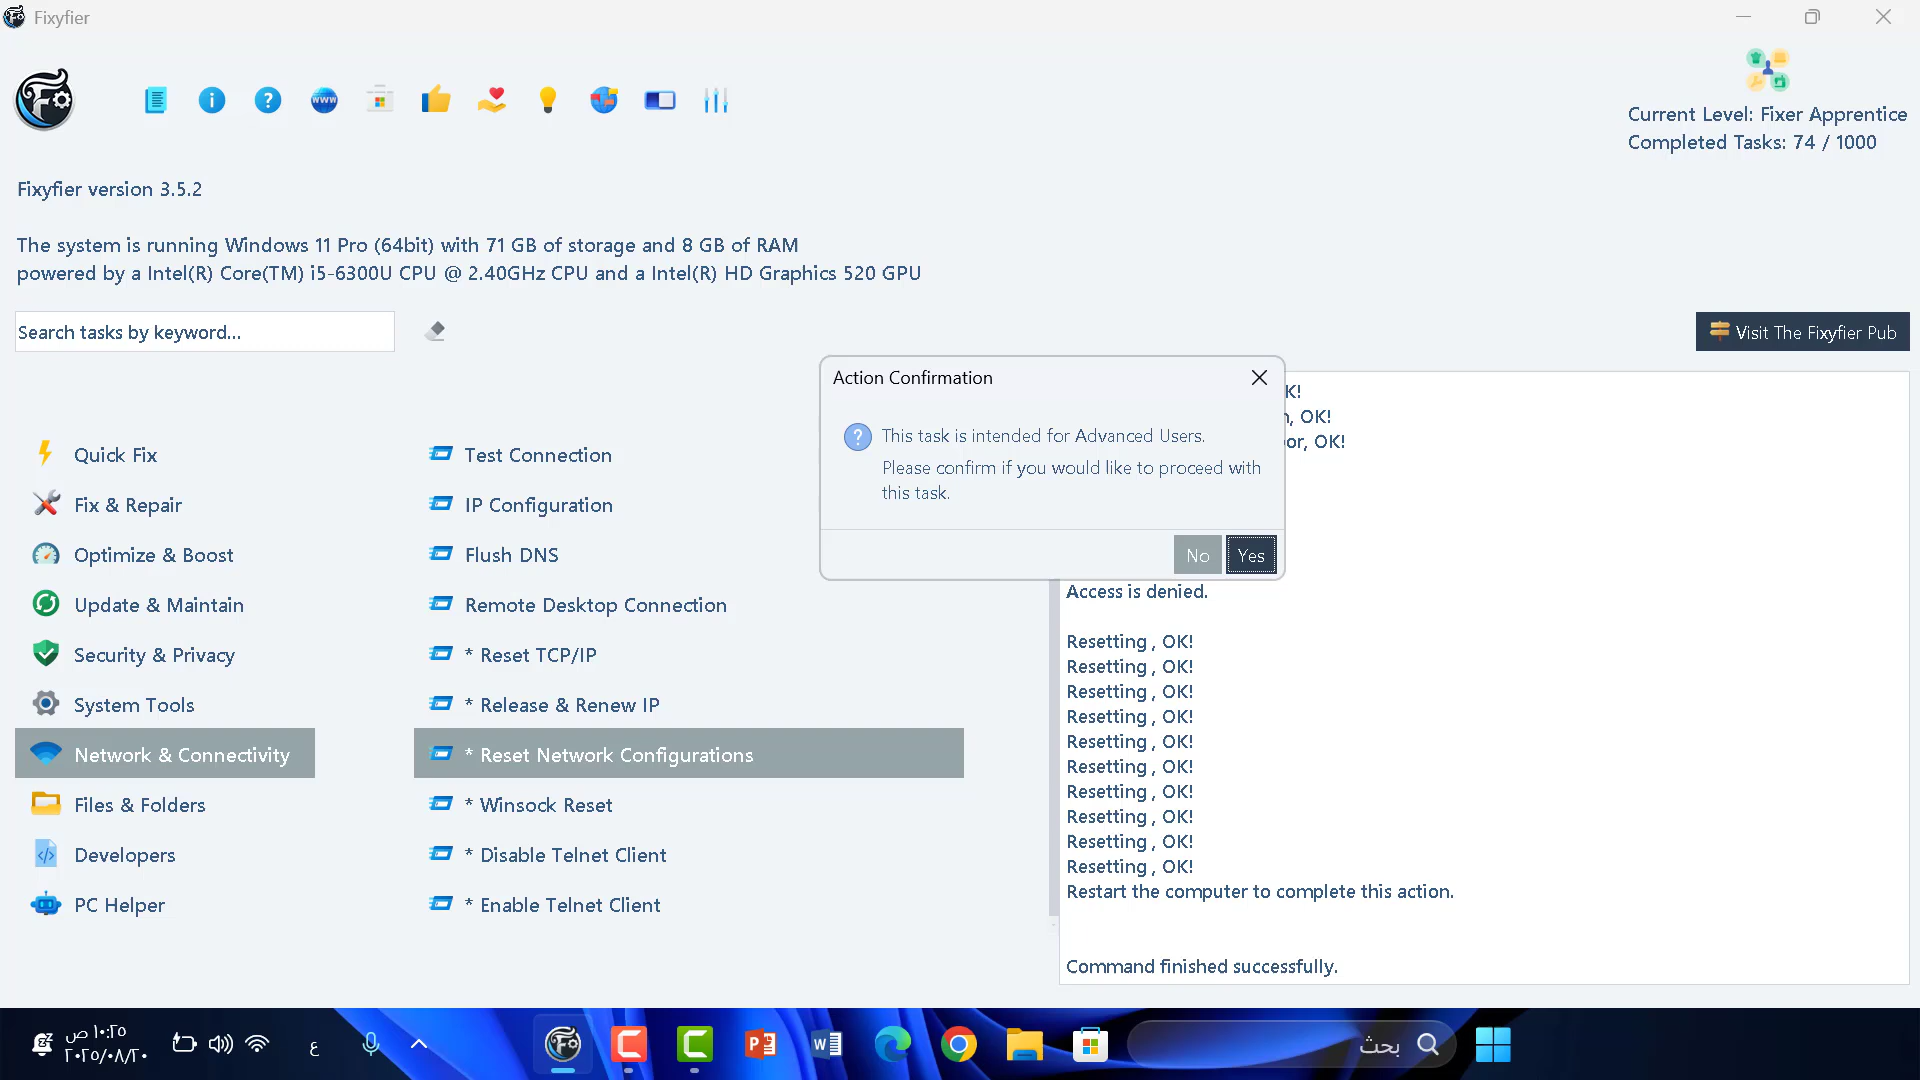 Fixyfier
Current Level: Fixer Apprentice
Completed Tasks: 74 / 1000
Fixyfier version 3.5.2
The system is running Windows 11 Pro (64bit) with 71 GB of storage and 8 GB of RAM
powered by a Intel(R) Core(TM) i5-6300U CPU @ 2.40GHz CPU and a Intel(R) HD Graphics 520 GPU
Search tasks by keyword...
Visit The Fixyfier Pub
Quick Fix
Fix & Repair
Optimize & Boost
Update & Maintain
Security & Privacy
System Tools
Network & Connectivity
Files & Folders
Developers
PC Helper
Test Connection
IP Configuration
Flush DNS
Remote Desktop Connection
* Reset TCP/IP
* Release & Renew IP
* Reset Network Configurations
* Winsock Reset
* Disable Telnet Client
* Enable Telnet Client
Action Confirmation
This task is intended for Advanced Users.
Please confirm if you would like to proceed with
this task.
No
Yes
OK!
OK!
Access is denied.
Resetting , OK!
Resetting , OK!
Resetting , OK!
Resetting , OK!
Resetting , OK!
Resetting , OK!
Resetting , OK!
Resetting , OK!
Resetting , OK!
Resetting , OK!
Restart the computer to complete this action.
Command finished successfully.
١٠:٢٥ ص
٢٠٢٥/٠٨/٢٠
ع
بحث